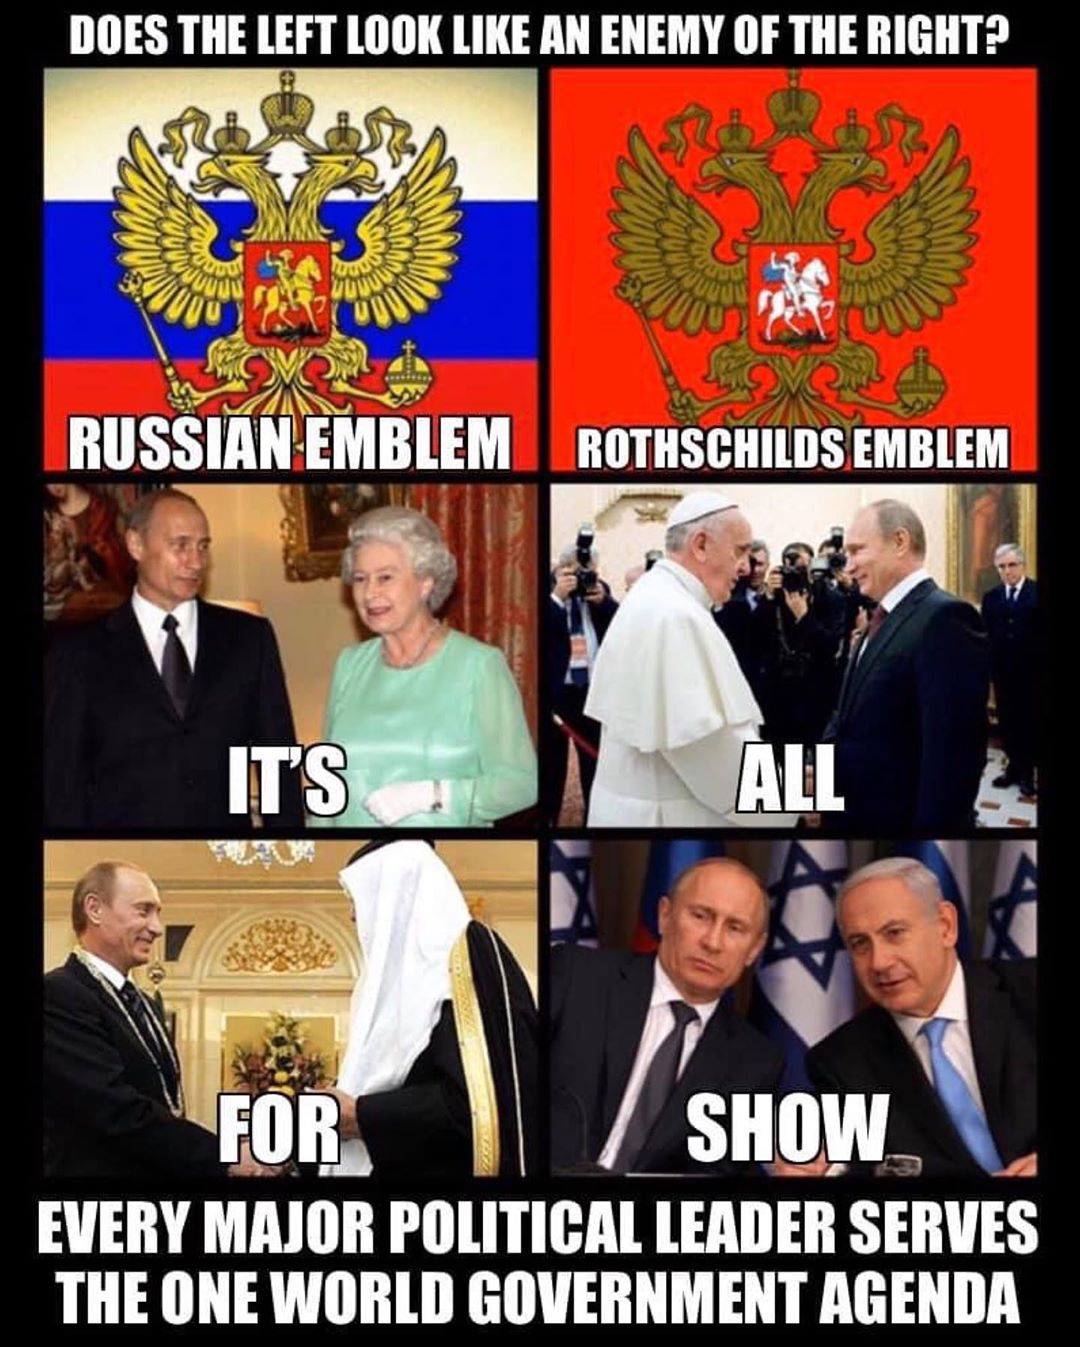 DOES THE LEFT LOOK LIKE AN ENEMY OF THE RIGHT?
RUSSIAN EMBLEM
ROTHSCHILDS EMBLEM
IT'S
ALL
FOR
SHOW
EVERY MAJOR POLITICAL LEADER SERVES
THE ONE WORLD GOVERNMENT AGENDA